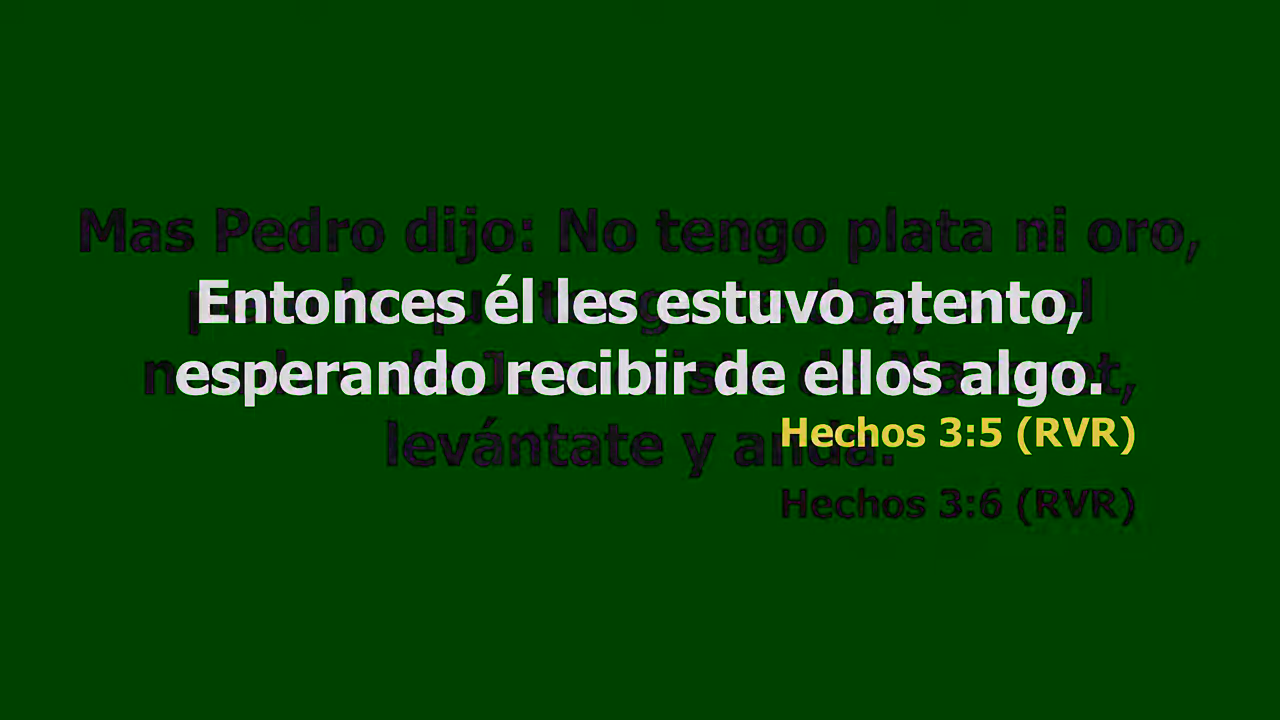 Mas Pedro dijo: No tengo plata ni oro,
Entonces él les estuvo atento,
esperando recibir de ellos algo.
Hechos 3:5 (RVR)
levántate y anda.
Hechos 3:6 (RVR)